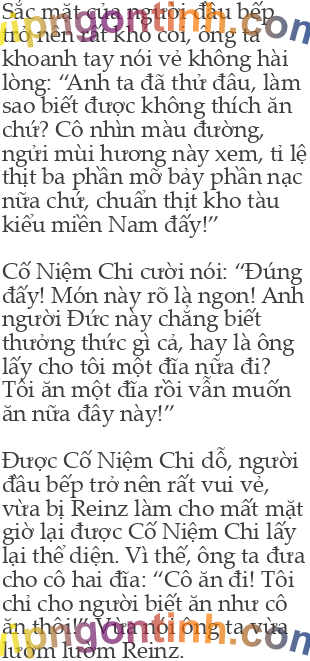 Sắc mặt của người đầu bếp
trở nên rất khó coi, ông ta
khoanh tay nói vẻ không hài
lòng: “Anh ta đã thử đâu, làm
sao biết được không thích ăn
chứ? Cô nhìn màu đường,
ngửi mùi hương này xem, tỉ lệ
thịt ba phần mỡ bảy phần nạc
nữa chứ, chuẩn thịt kho tàu
kiểu miền Nam đấy!”

Cố Niệm Chi cười nói: “Đúng
đấy! Món này rõ là ngon! Anh
người Đức này chẳng biết
thưởng thức gì cả, hay là ông
lấy cho tôi một đĩa nữa đi?
Tôi ăn một đĩa rồi vẫn muốn
ăn nữa đây này!”

Được Cố Niệm Chi dỗ, người
đầu bếp trở nên rất vui vẻ,
vừa bị Reinz làm cho mất mặt
giờ lại được Cố Niệm Chi lấy
lại thể diện. Vì thế, ông ta đưa
cho cô hai đĩa: “Cô ăn đi! Tôi
chỉ cho người biết ăn như cô
ăn thôi!” Vừa nói ông ta vừa
lườm lườm Reinz.